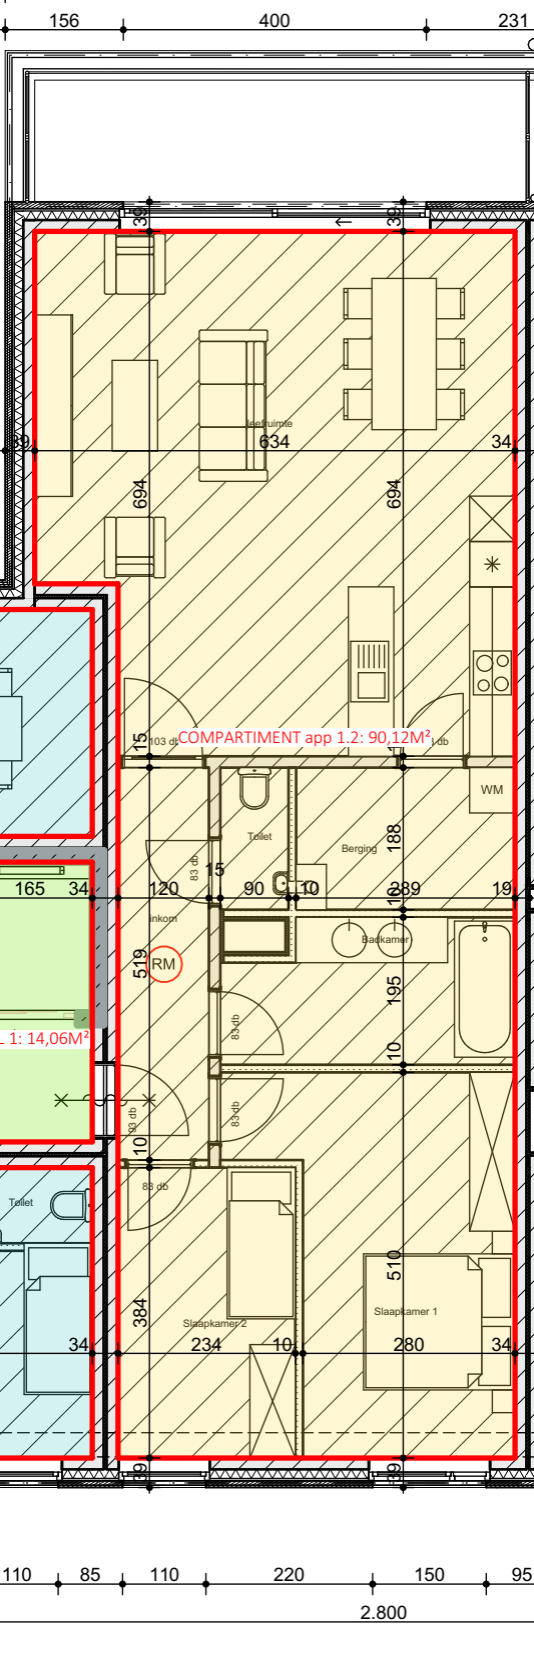 156 400 231
39 39
leefruimte
39 634 34
694 694
15 103 db
COMPARTIMENT app 1.2: 90,12M²
db
WM
Toilet
Berging
188
83 db
15
165 34 120 90 10 289 19
10
inkom
Badkamer
519
RM
195
83 db
L 1: 14,06M²
10
83 db
93 db
10
83 db
Toilet
510
384
Slaapkamer 1
Slaapkamer 2
34 234 10 280 34
39 39
110 85 110 220 150 95
2.800